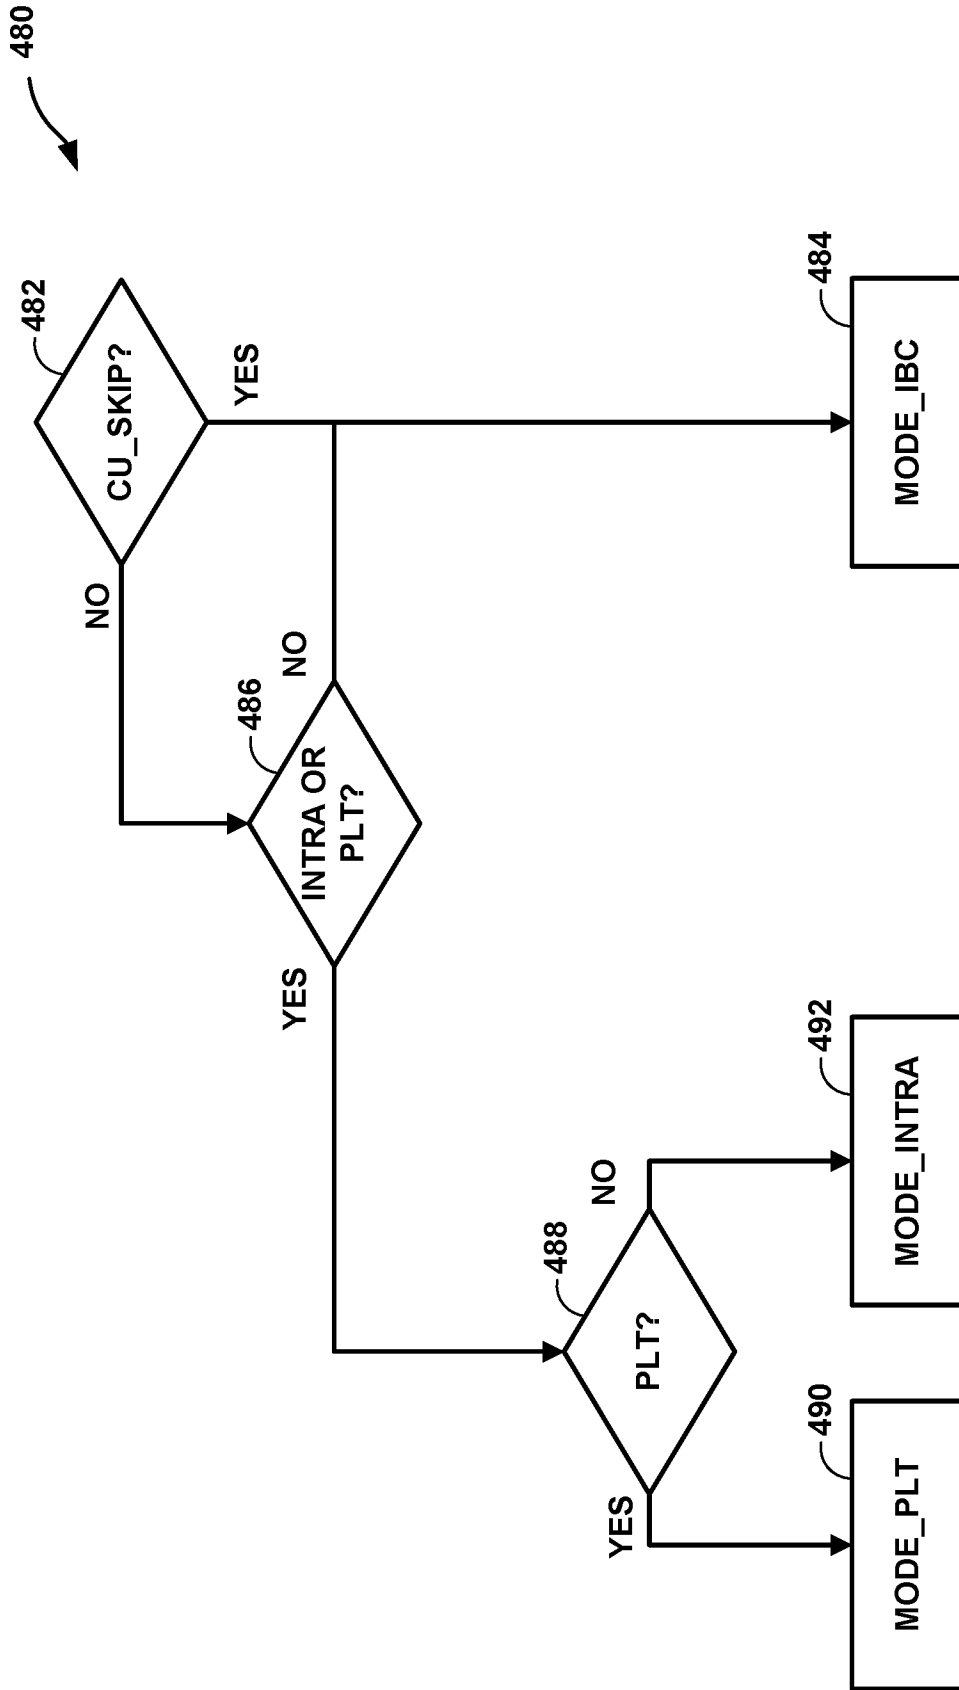 480
482
CU_SKIP?
NO
YES
486
INTRA OR
PLT?
YES
NO
488
PLT?
YES
NO
490
MODE_PLT
492
MODE_INTRA
484
MODE_IBC